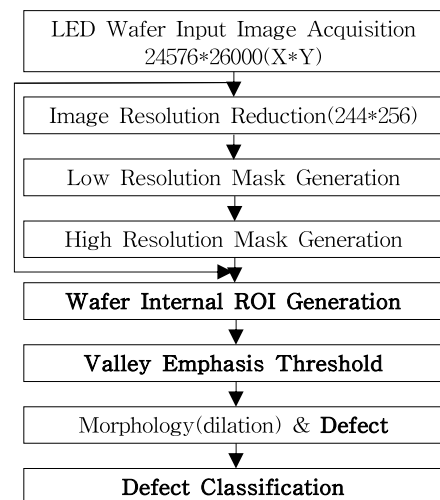 LED Wafer Input Image Acquisition
24576*26000(X*Y)
Image Resolution Reduction(244*256)
Low Resolution Mask Generation
High Resolution Mask Generation
Wafer Internal ROI Generation
Valley Emphasis Threshold
Morphology(dilation) & Defect
Defect Classification